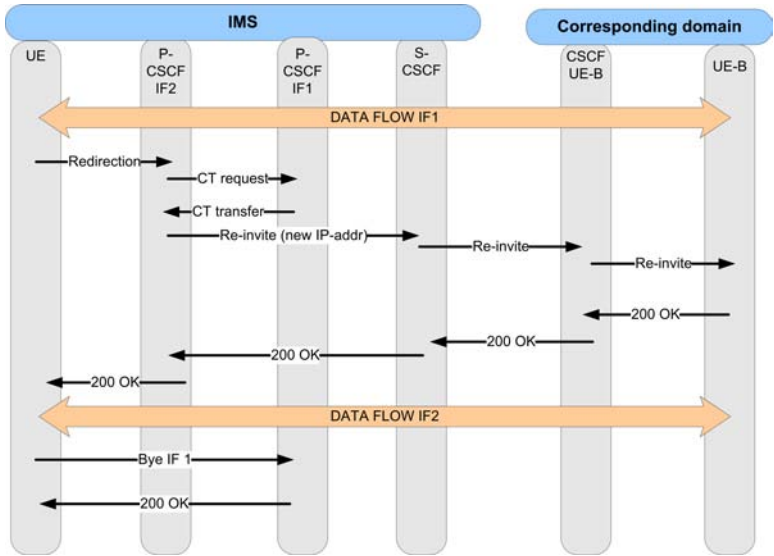 IMS
Corresponding domain
UE
P-
CSCF
IF2
P-
CSCF
IF1
S-
CSCF
CSCF
UE-B
UE-B
DATA FLOW IF1
Redirection
CT request
CT transfer
Re-invite (new IP-addr)
Re-invite
Re-invite
200 OK
200 OK
200 OK
200 OK
DATA FLOW IF2
Bye IF 1
200 OK